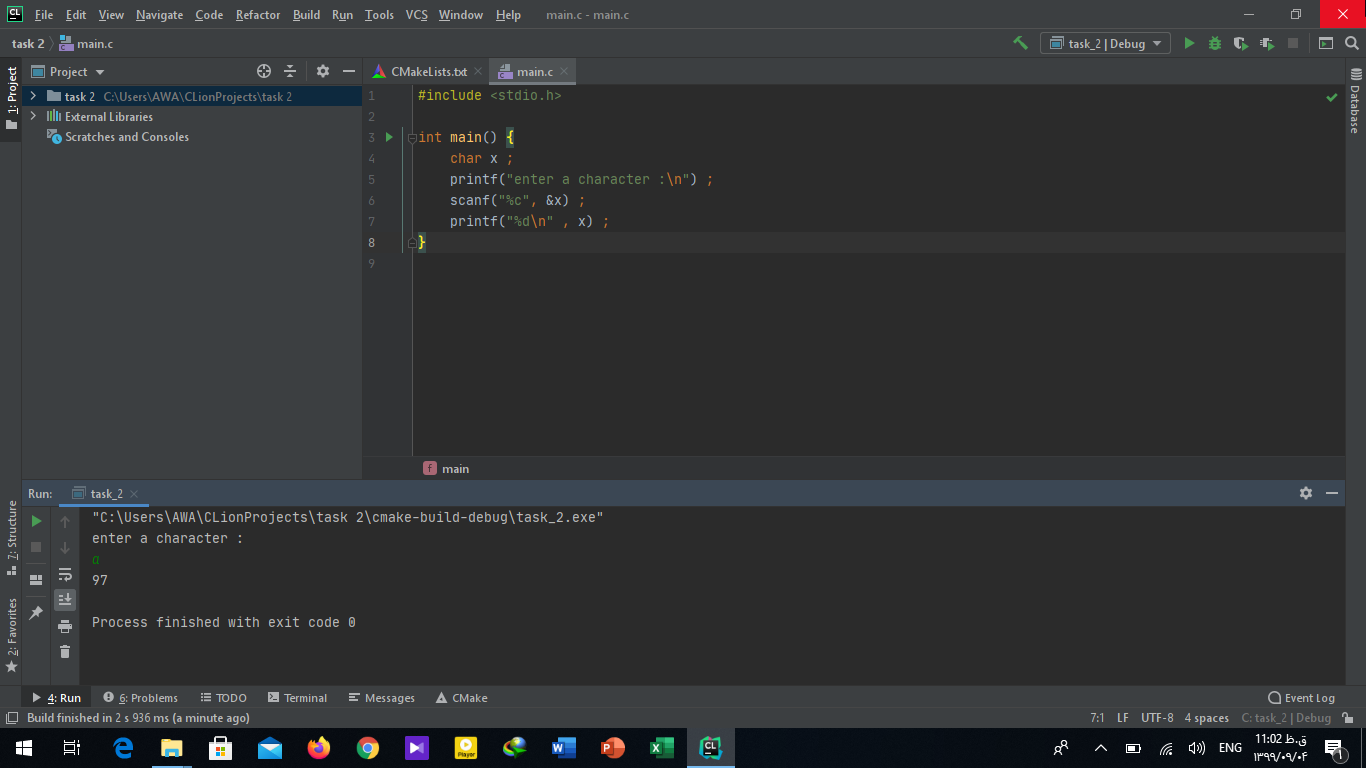 CL File Edit View Navigate Code Refactor Build Run Tools VCS Window Help main.c - main.c
task 2 main.c task_2 | Debug
1: Project
Project
task 2 C:\Users\AWA\CLionProjects\task 2
External Libraries
Scratches and Consoles
CMakeLists.txt main.c
1 #include <stdio.h>
2
3 int main() {
4 char x ;
5 printf("enter a character :\n") ;
6 scanf("%c", &x) ;
7 printf("%d\n" , x) ;
8 }
9
f main
Database
Run: task_2
"C:\Users\AWA\CLionProjects\task 2\cmake-build-debug\task_2.exe"
enter a character :
a
97
Process finished with exit code 0
7: Structure
2: Favorites
4: Run 6: Problems TODO Terminal Messages CMake Event Log
Build finished in 2 s 936 ms (a minute ago) 7:1 LF UTF-8 4 spaces C: task_2 | Debug
Player W P X CL ENG 11:02 ق.ظ
۱۳۹۹/۰۹/۰۴ ۱